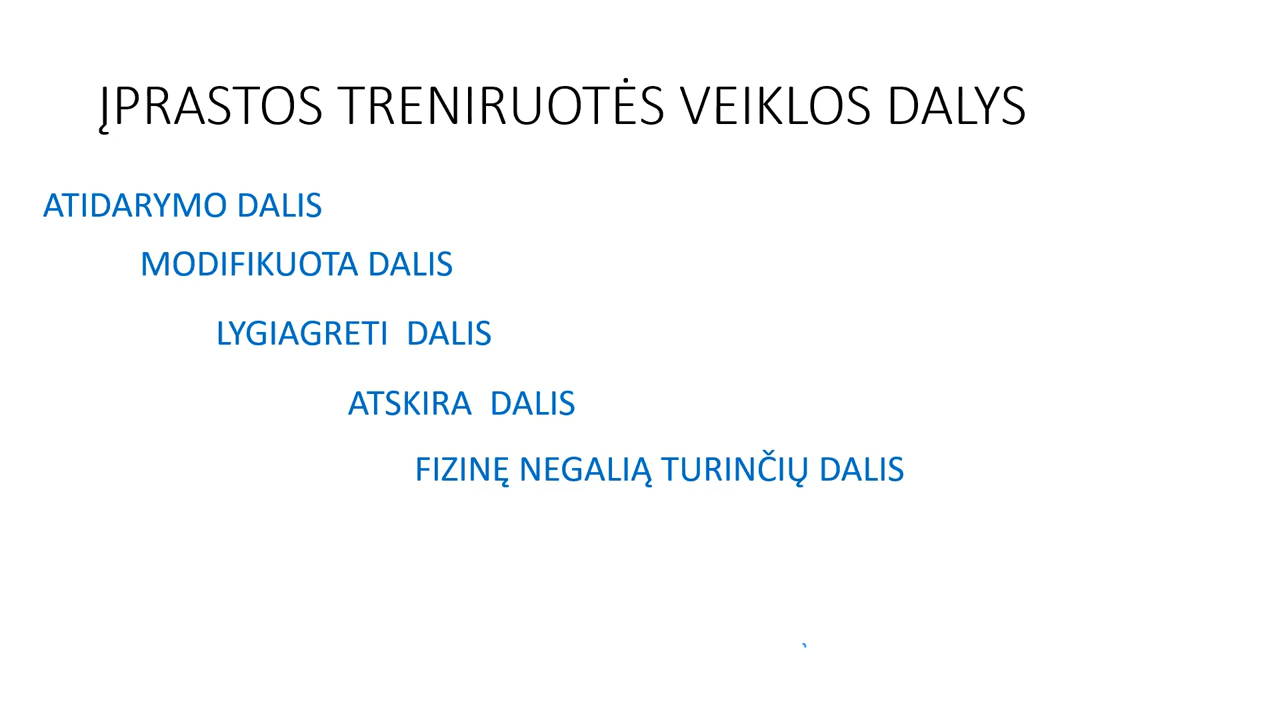 ĮPRASTOS TRENIRUOTĖS VEIKLOS DALYS
ATIDARYMO DALIS
MODIFIKUOTA DALIS
LYGIAGRETI  DALIS
ATSKIRA  DALIS
FIZINĘ NEGALIĄ TURINČIŲ DALIS